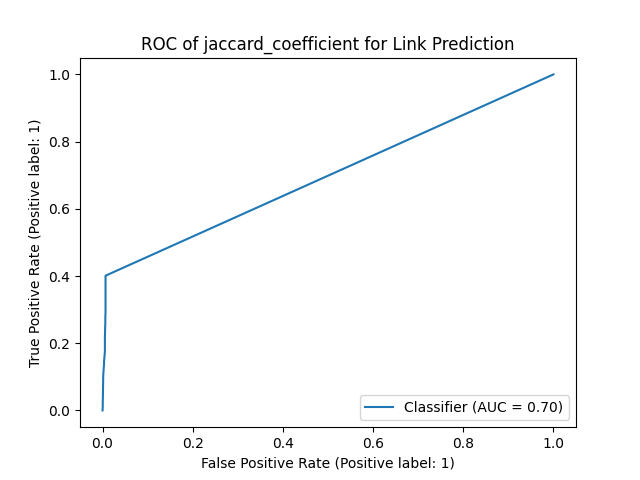 ROC of jaccard_coefficient for Link Prediction
True Positive Rate (Positive label: 1)
1.0
0.8
0.6
0.4
0.2
0.0
Classifier (AUC = 0.70)
0.0 0.2 0.4 0.6 0.8 1.0
False Positive Rate (Positive label: 1)